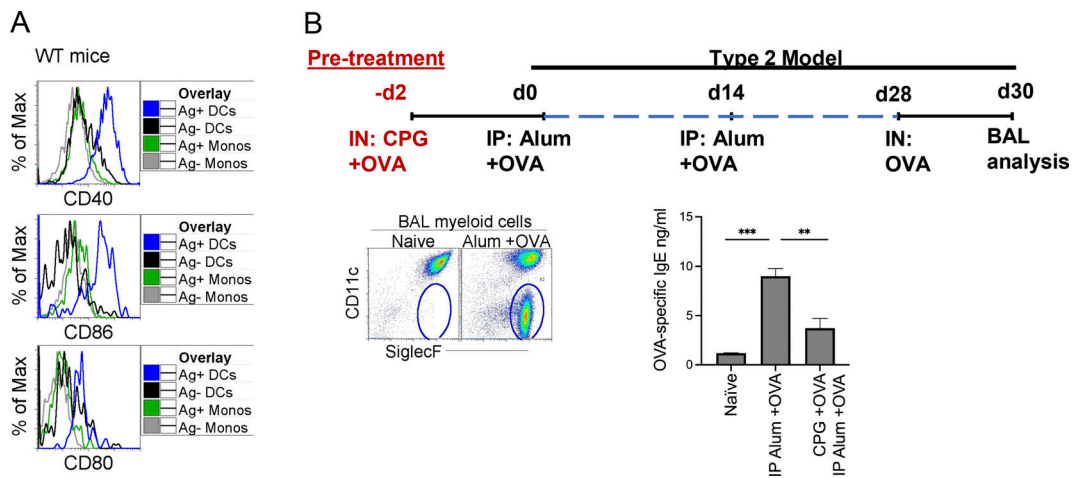 A
WT mice
% of Max
Overlay
Ag+ DCs
Ag- DCs
Ag+ Monos
Ag- Monos
CD40
% of Max
Overlay
Ag+ DCs
Ag- DCs
Ag+ Monos
Ag- Monos
CD86
% of Max
Overlay
Ag+ DCs
Ag- DCs
Ag+ Monos
Ag- Monos
CD80
B
Pre-treatment
Type 2 Model
-d2 d0 d14 d28 d30
IN: CPG IP: Alum IP: Alum IN: BAL
+OVA +OVA +OVA OVA analysis
BAL myeloid cells
Naive Alum +OVA
CD11c
SiglecF
OVA-specific IgE ng/ml
15
10
5
0
*** **
Naïve
IP Alum +OVA
CPG +OVA
IP Alum +OVA